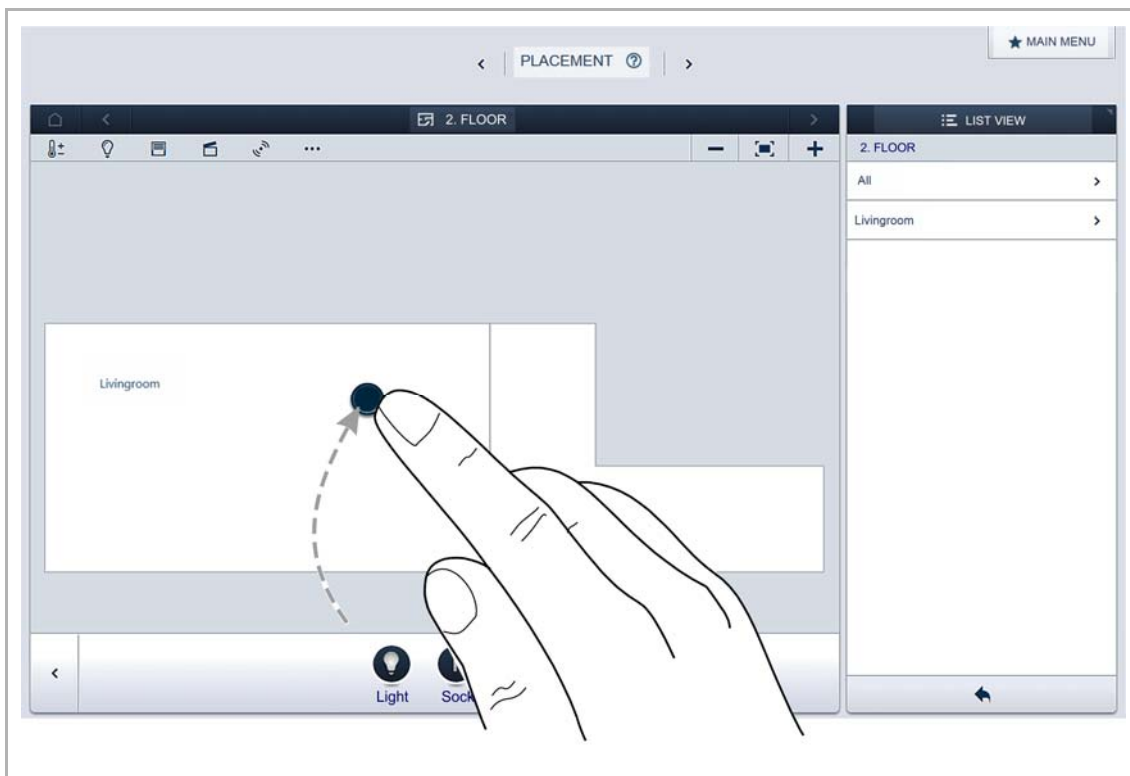 MAIN MENU
PLACEMENT ?
2. FLOOR
LIST VIEW
2. FLOOR
All
Livingroom
Livingroom
Light